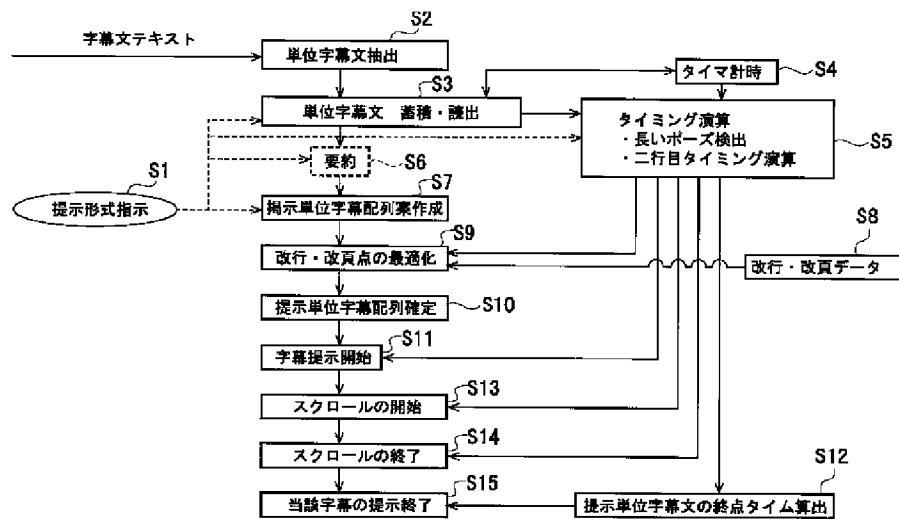 字幕文テキスト
S2
単位字幕文抽出
S3
S4
タイマ計時
単位字幕文 蓄積・読出
タイミング演算
・長いポーズ検出
・二行目タイミング演算
S5
要約
S6
S1
提示形式指示
S7
掲示単位字幕配列案作成
S9
改行・改頁点の最適化
S8
改行・改頁データ
提示単位字幕配列確定
S10
S11
字幕提示開始
S13
スクロールの開始
S14
スクロールの終了
S15
当該字幕の提示終了
S12
提示単位字幕文の終点タイム算出